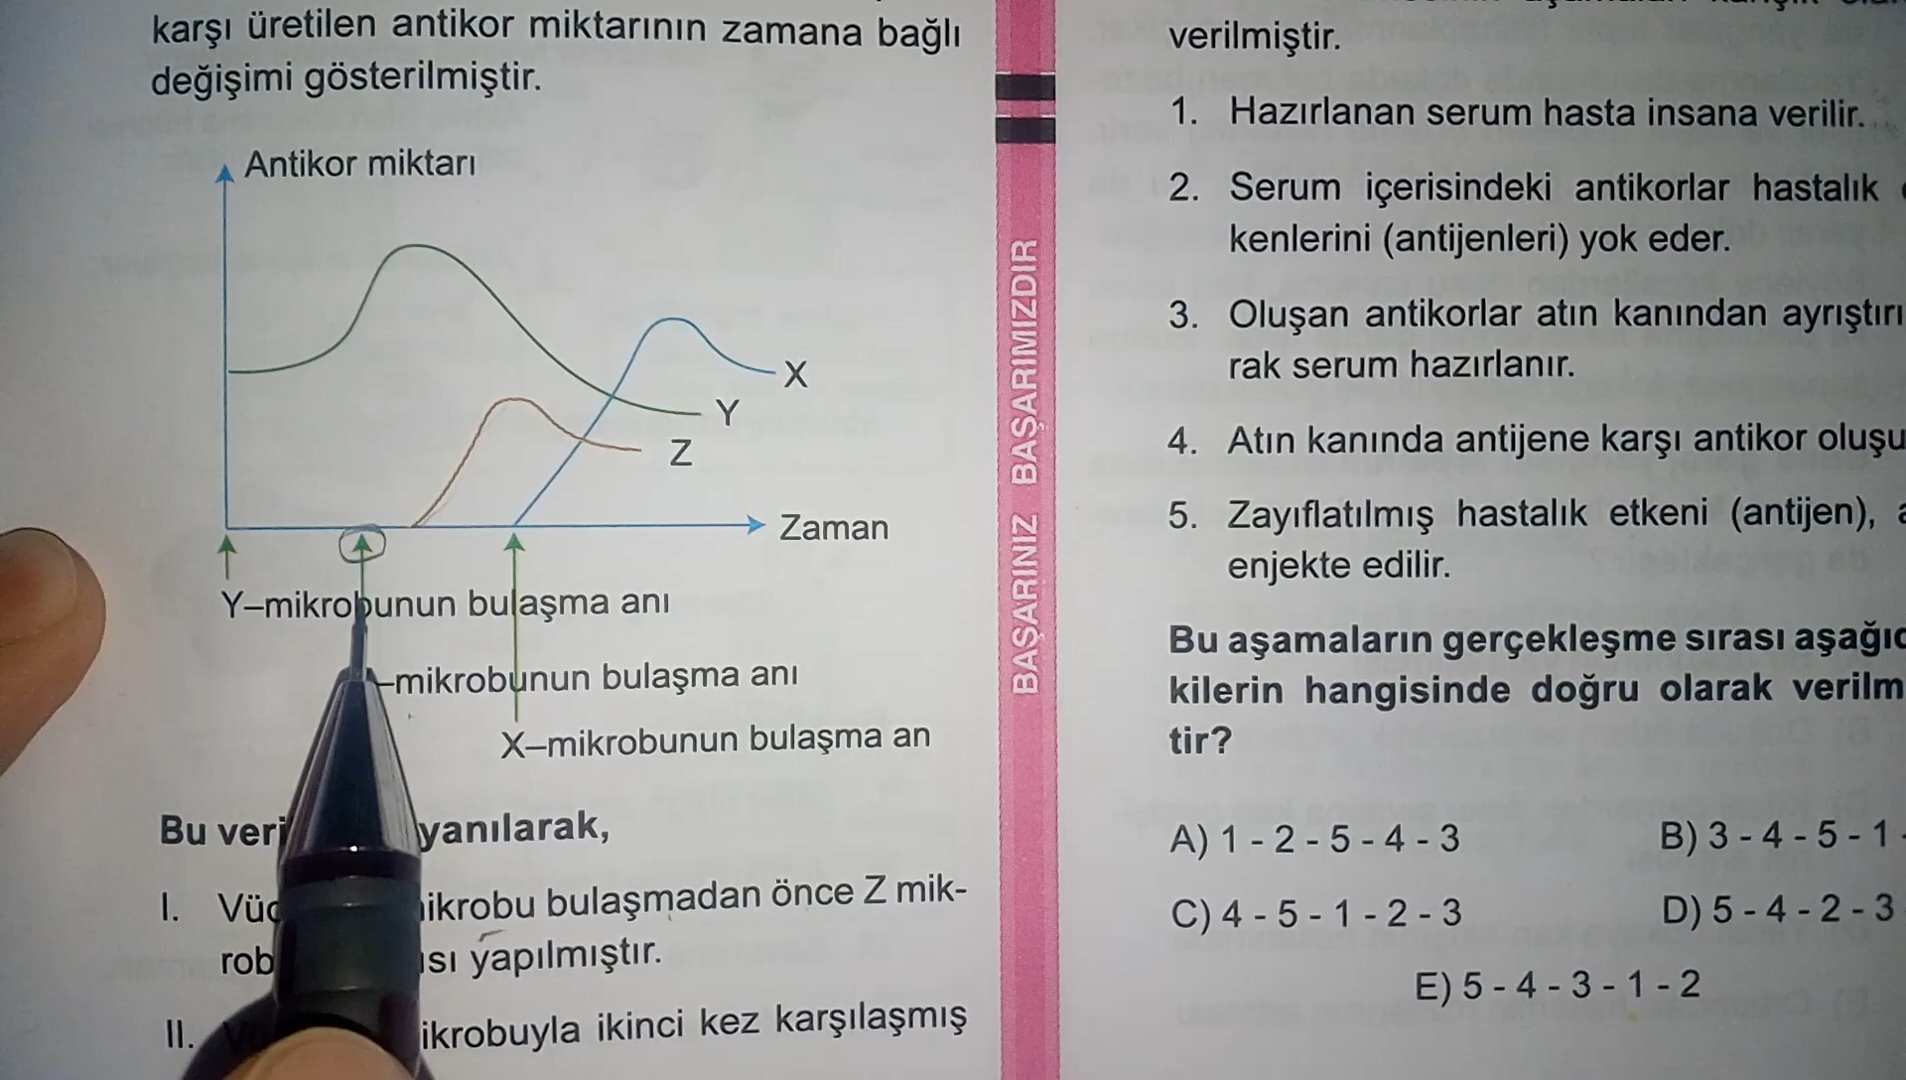 karşı üretilen antikor miktarının zamana bağlı
değişimi gösterilmiştir.
Antikor miktarı
X
Y
Z
Zaman
Y–mikrobunun bulaşma anı
–mikrobunun bulaşma anı
X–mikrobunun bulaşma an
Bu veri yanılarak,
I. Vüc ikrobu bulaşmadan önce Z mik-
rob ısı yapılmıştır.
II. ikrobuyla ikinci kez karşılaşmış
BAŞARINIZ BAŞARIMIZDIR
verilmiştir.
1. Hazırlanan serum hasta insana verilir.
2. Serum içerisindeki antikorlar hastalık
kenlerini (antijenleri) yok eder.
3. Oluşan antikorlar atın kanından ayrıştırı
rak serum hazırlanır.
4. Atın kanında antijene karşı antikor oluşu
5. Zayıflatılmış hastalık etkeni (antijen),
enjekte edilir.
Bu aşamaların gerçekleşme sırası aşağıd
kilerin hangisinde doğru olarak verilm
tir?
A) 1 - 2 - 5 - 4 - 3
B) 3 - 4 - 5 - 1 -
C) 4 - 5 - 1 - 2 - 3
D) 5 - 4 - 2 - 3
E) 5 - 4 - 3 - 1 - 2